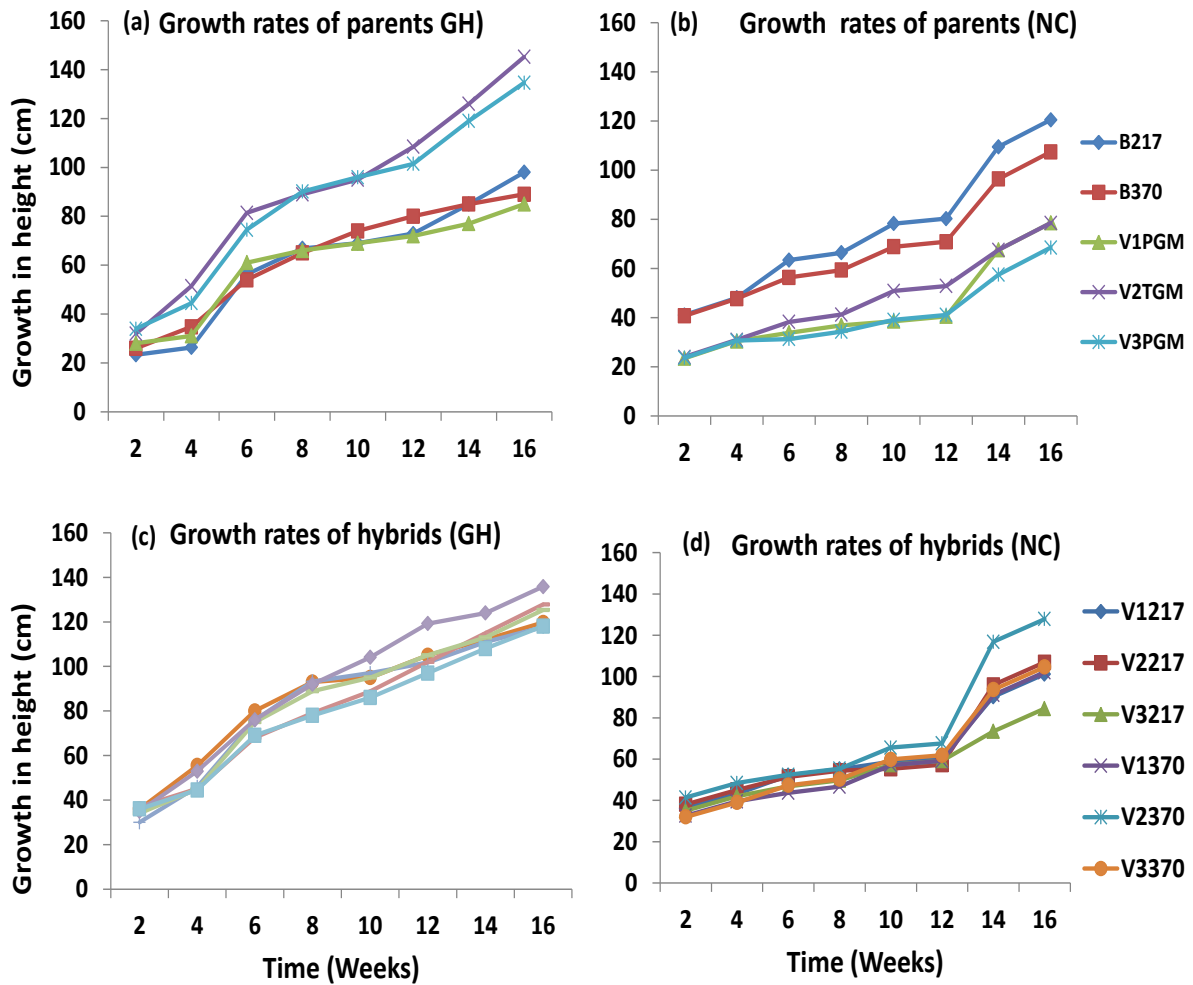 (a) Growth rates of parents GH)
Growth in height (cm)
160
140
120
100
80
60
40
20
0
2 4 6 8 10 12 14 16
(b) Growth rates of parents (NC)
160
140
120
100
80
60
40
20
0
2 4 6 8 10 12 14 16
B217
B370
V1PGM
V2TGM
V3PGM
(c) Growth rates of hybrids (GH)
Growth in height (cm)
160
140
120
100
80
60
40
20
0
2 4 6 8 10 12 14 16
Time (Weeks)
(d) Growth rates of hybrids (NC)
160
140
120
100
80
60
40
20
0
2 4 6 8 10 12 14 16
Time (Weeks)
V1217
V2217
V3217
V1370
V2370
V3370